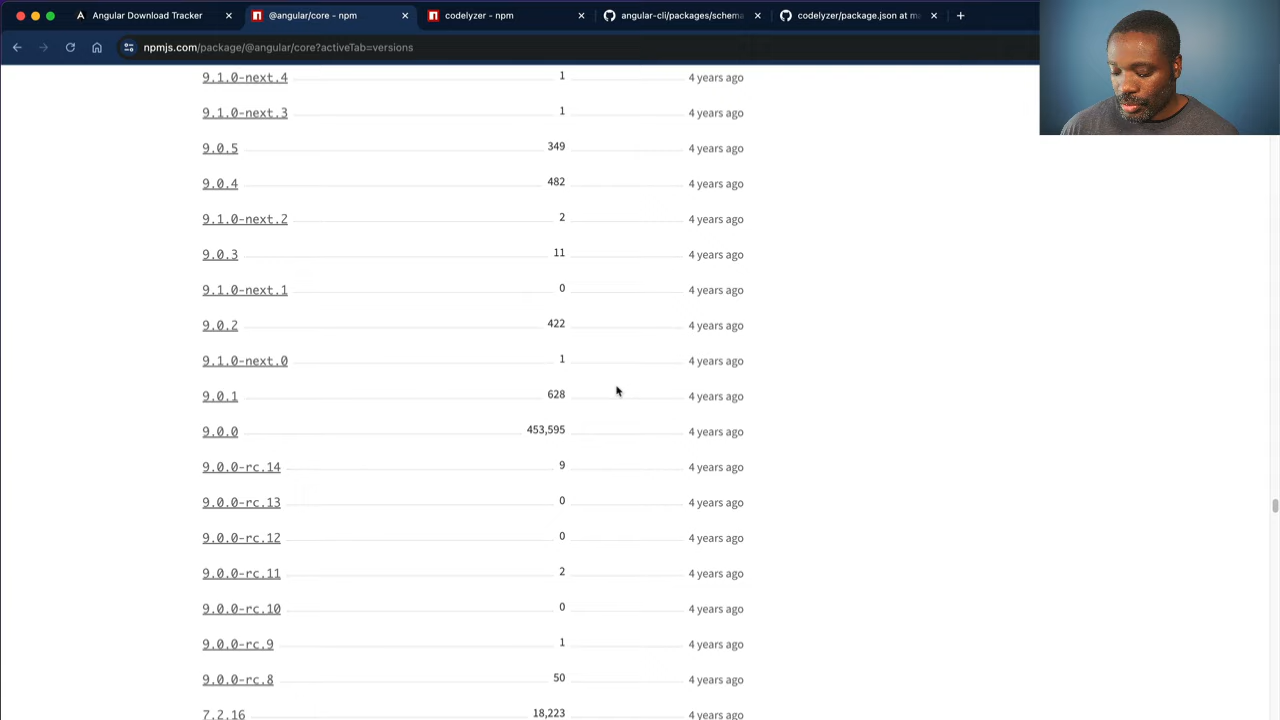 Angular Download Tracker
@angular/core - npm
codelyzer - npm
angular-cli/packages/schema
codelyzer/package.json at ma
npmjs.com/package/@angular/core?activeTab=versions
9.1.0-next.4 1 4 years ago
9.1.0-next.3 1 4 years ago
9.0.5 349 4 years ago
9.0.4 482 4 years ago
9.1.0-next.2 2 4 years ago
9.0.3 11 4 years ago
9.1.0-next.1 0 4 years ago
9.0.2 422 4 years ago
9.1.0-next.0 1 4 years ago
9.0.1 628 4 years ago
9.0.0 453,595 4 years ago
9.0.0-rc.14 9 4 years ago
9.0.0-rc.13 0 4 years ago
9.0.0-rc.12 0 4 years ago
9.0.0-rc.11 2 4 years ago
9.0.0-rc.10 0 4 years ago
9.0.0-rc.9 1 4 years ago
9.0.0-rc.8 50 4 years ago
7.2.16 18,223 4 years ago